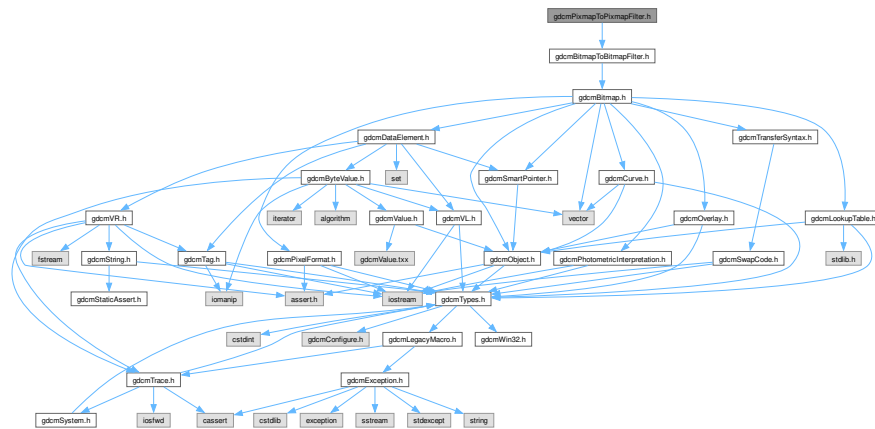 gdcmPixmapToPixmapFilter.h
gdcmBitmapToBitmapFilter.h
gdcmBitmap.h
gdcmDataElement.h
gdcmTransferSyntax.h
gdcmByteValue.h
set
gdcmSmartPointer.h
gdcmCurve.h
gdcmVR.h
iterator
algorithm
gdcmValue.h
gdcmVL.h
vector
gdcmOverlay.h
gdcmLookupTable.h
fstream
gdcmString.h
gdcmTag.h
gdcmPixelFormat.h
gdcmValue.txx
gdcmObject.h
gdcmPhotometricInterpretation.h
gdcmSwapCode.h
stdlib.h
gdcmStaticAssert.h
iomanip
assert.h
iostream
gdcmTypes.h
cstdint
gdcmConfigure.h
gdcmLegacyMacro.h
gdcmWin32.h
gdcmTrace.h
gdcmException.h
gdcmSystem.h
iosfwd
cassert
cstdlib
exception
sstream
stdexcept
string